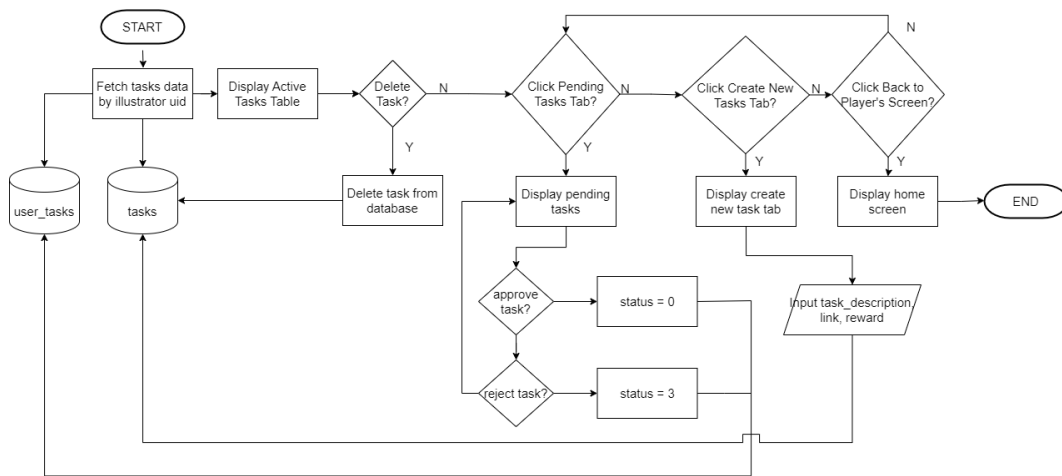 START
N
Fetch tasks data
by illustrator uid
Display Active
Tasks Table
Delete
Task?
N
Click Pending
Tasks Tab?
N
Click Create New
Tasks Tab?
N
Click Back to
Player's Screen?
Y
Y
Y
Y
user_tasks
tasks
Delete task from
database
Display pending
tasks
Display create
new task tab
Display home
screen
END
approve
task?
status = 0
Input task_description,
link, reward
reject task?
status = 3